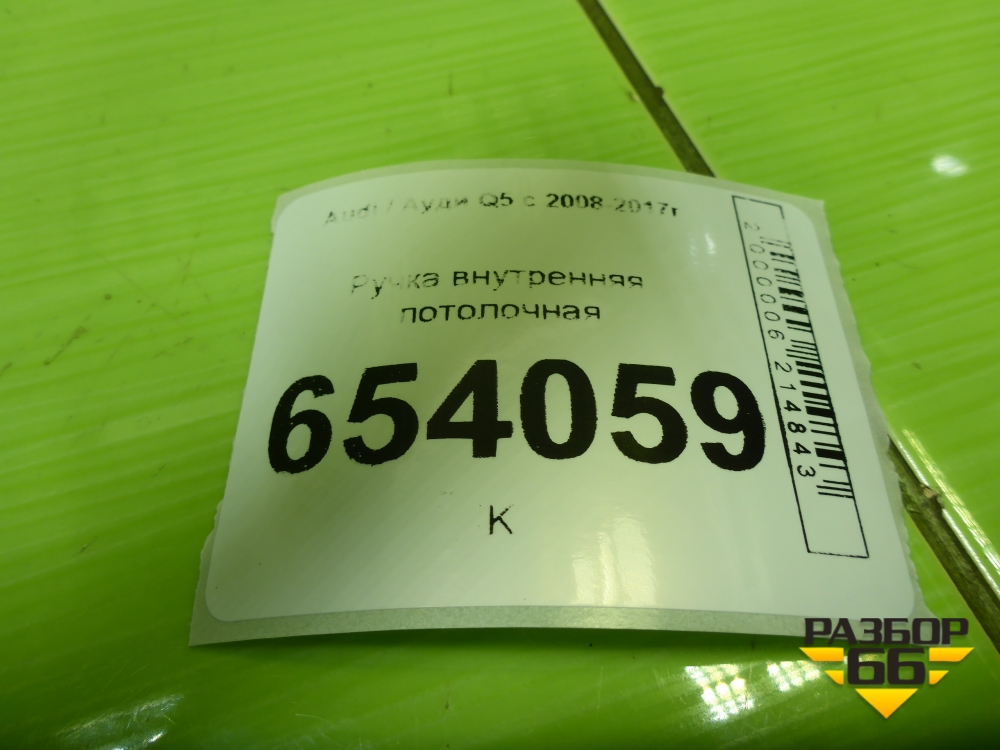 Audi / Ауди Q5 с 2008-2017г
Ручка внутренняя
потолочная
654059
К
2000006214843
РАЗБОР
66